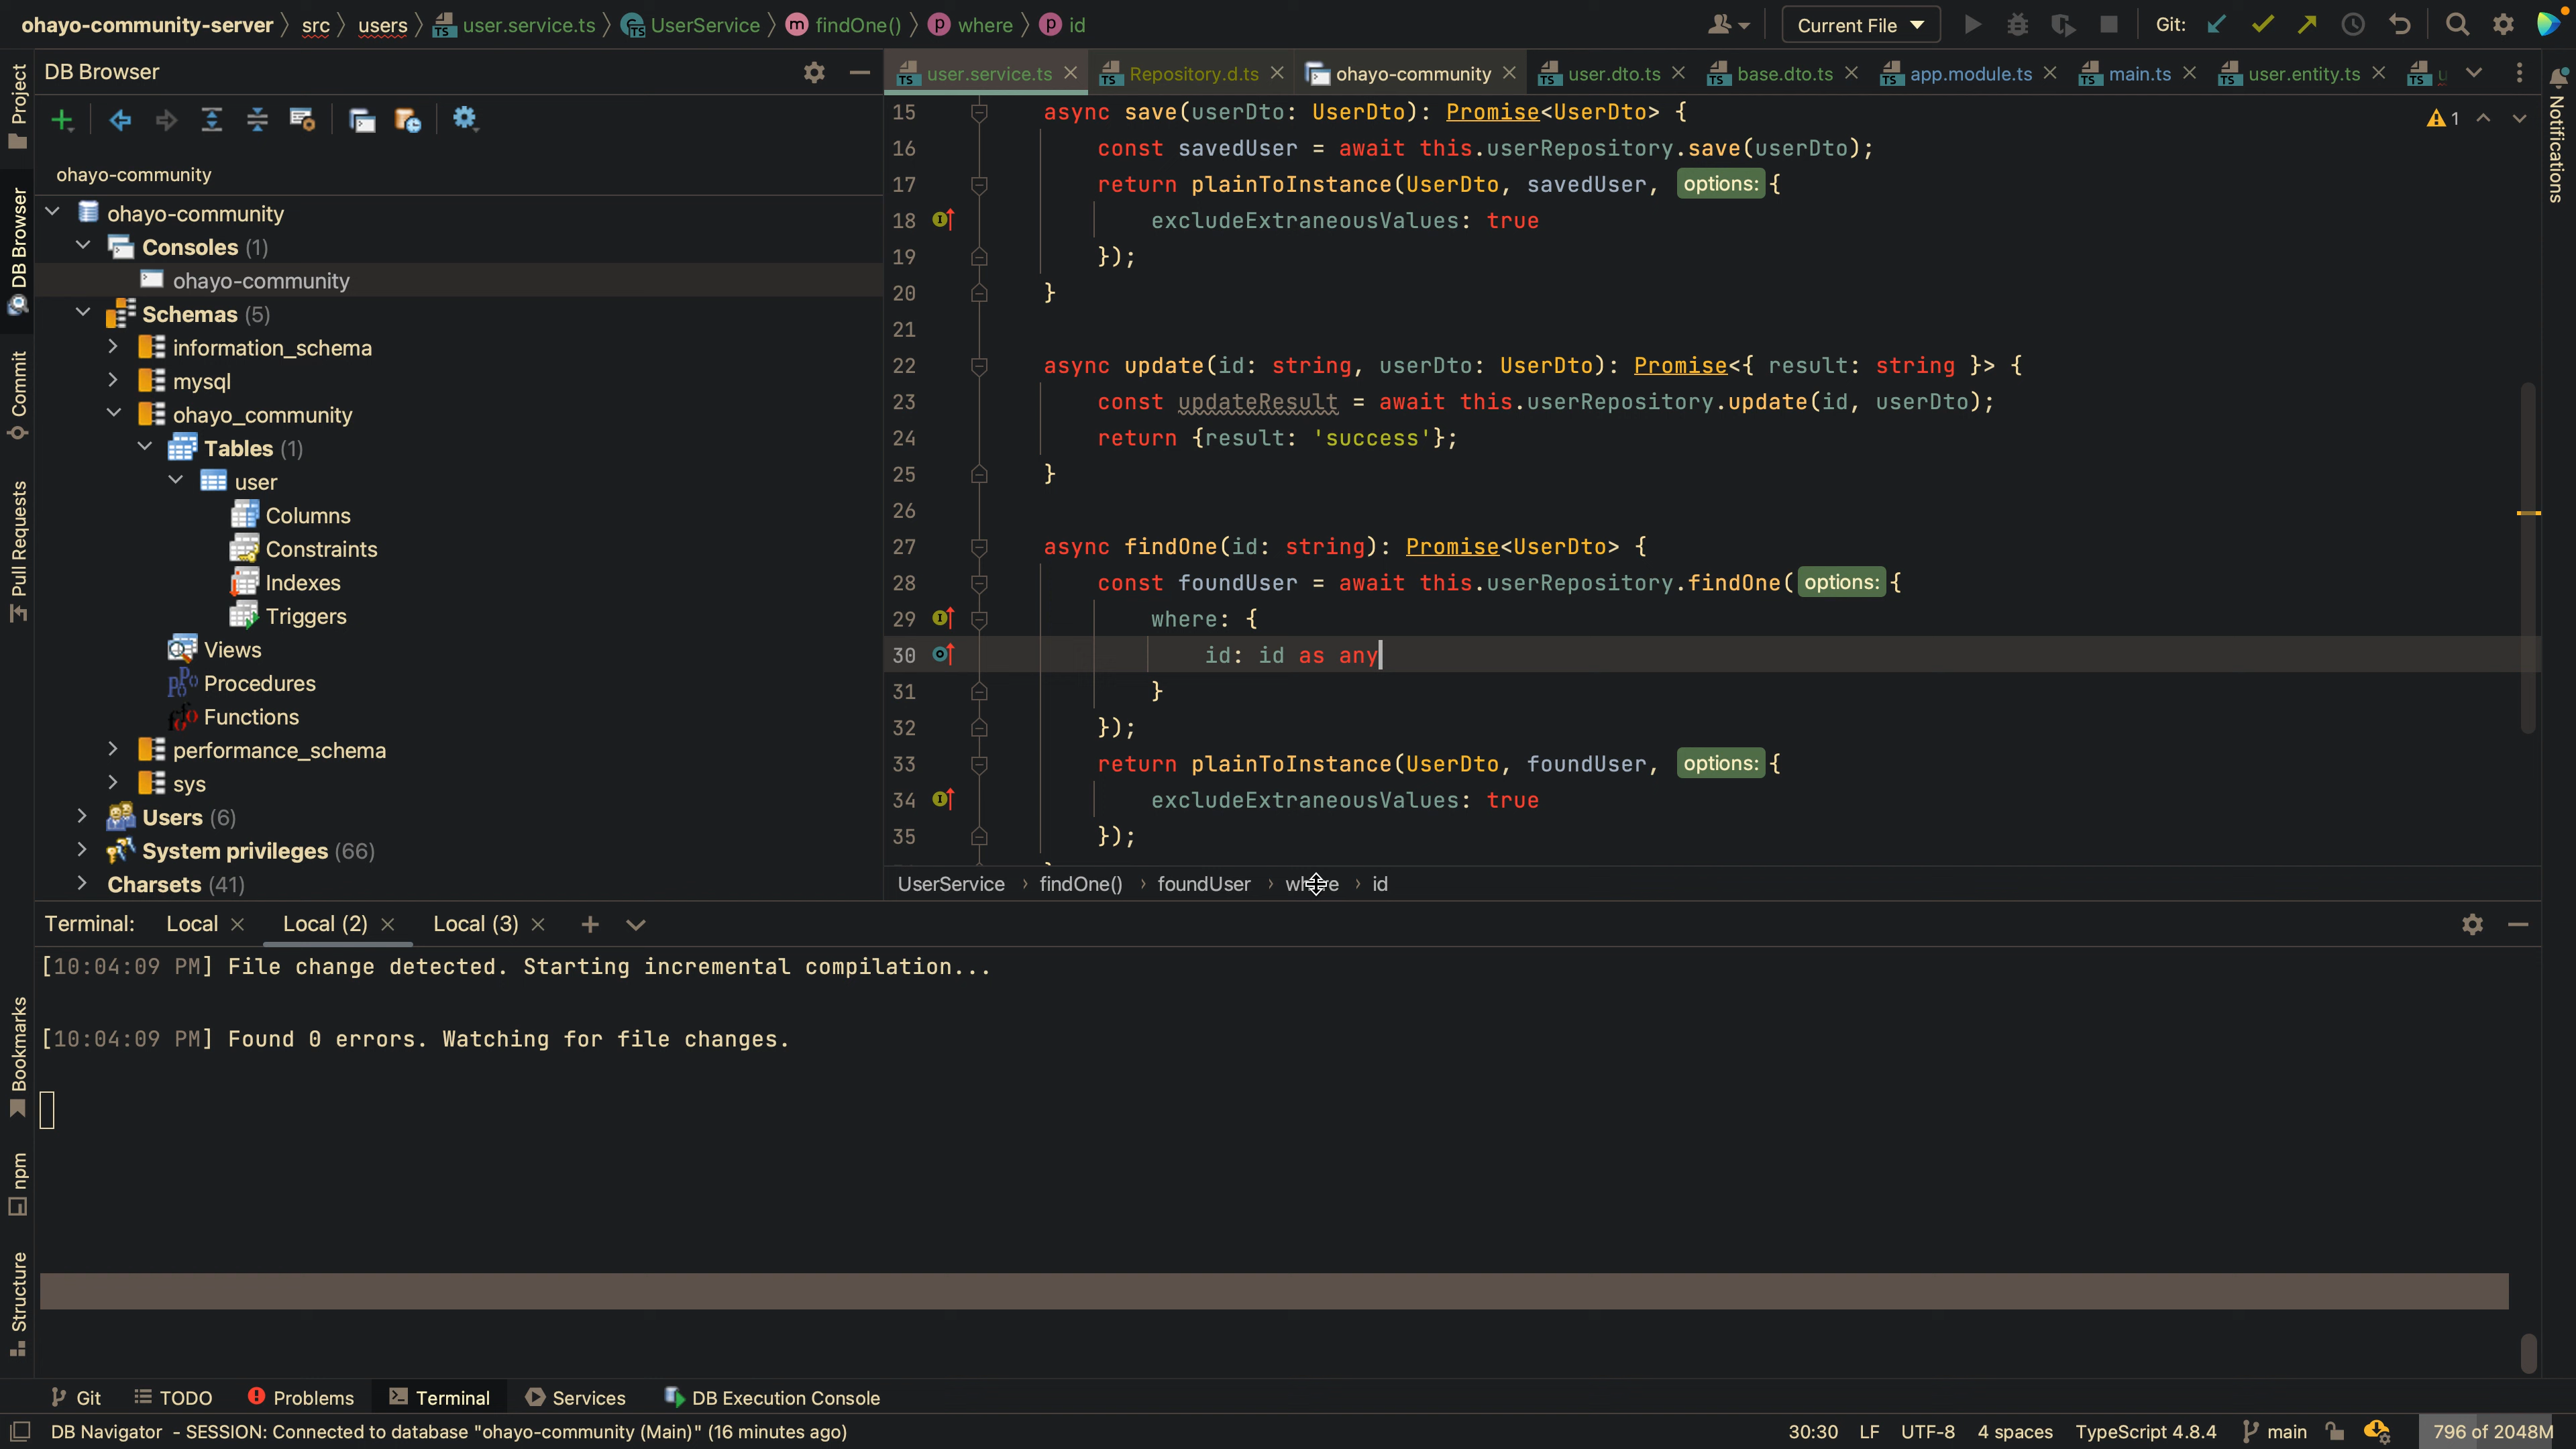 ohayo-community-server src users user.service.ts UserService findOne() where id Current File Git:
Project
DB Browser
Commit
Pull Requests
Bookmarks
npm
Structure
DB Browser
ohayo-community
ohayo-community
Consoles (1)
ohayo-community
Schemas (5)
information_schema
mysql
ohayo_community
Tables (1)
user
Columns
Constraints
Indexes
Triggers
Views
Procedures
Functions
performance_schema
sys
Users (6)
System privileges (66)
Charsets (41)
user.service.ts Repository.d.ts ohayo-community user.dto.ts base.dto.ts app.module.ts main.ts user.entity.ts
1
15 async save(userDto: UserDto): Promise<UserDto> {
16 const savedUser = await this.userRepository.save(userDto);
17 return plainToInstance(UserDto, savedUser, options: {
18 excludeExtraneousValues: true
19 });
20 }
21
22 async update(id: string, userDto: UserDto): Promise<{ result: string }> {
23 const updateResult = await this.userRepository.update(id, userDto);
24 return {result: 'success'};
25 }
26
27 async findOne(id: string): Promise<UserDto> {
28 const foundUser = await this.userRepository.findOne( options: {
29 where: {
30 id: id as any
31 }
32 });
33 return plainToInstance(UserDto, foundUser, options: {
34 excludeExtraneousValues: true
35 });
UserService › findOne() › foundUser › where › id
Notifications
Terminal: Local Local (2) Local (3)
[10:04:09 PM] File change detected. Starting incremental compilation...
[10:04:09 PM] Found 0 errors. Watching for file changes.
Git TODO Problems Terminal Services DB Execution Console
DB Navigator - SESSION: Connected to database "ohayo-community (Main)" (16 minutes ago) 30:30 LF UTF-8 4 spaces TypeScript 4.8.4 main 796 of 2048M